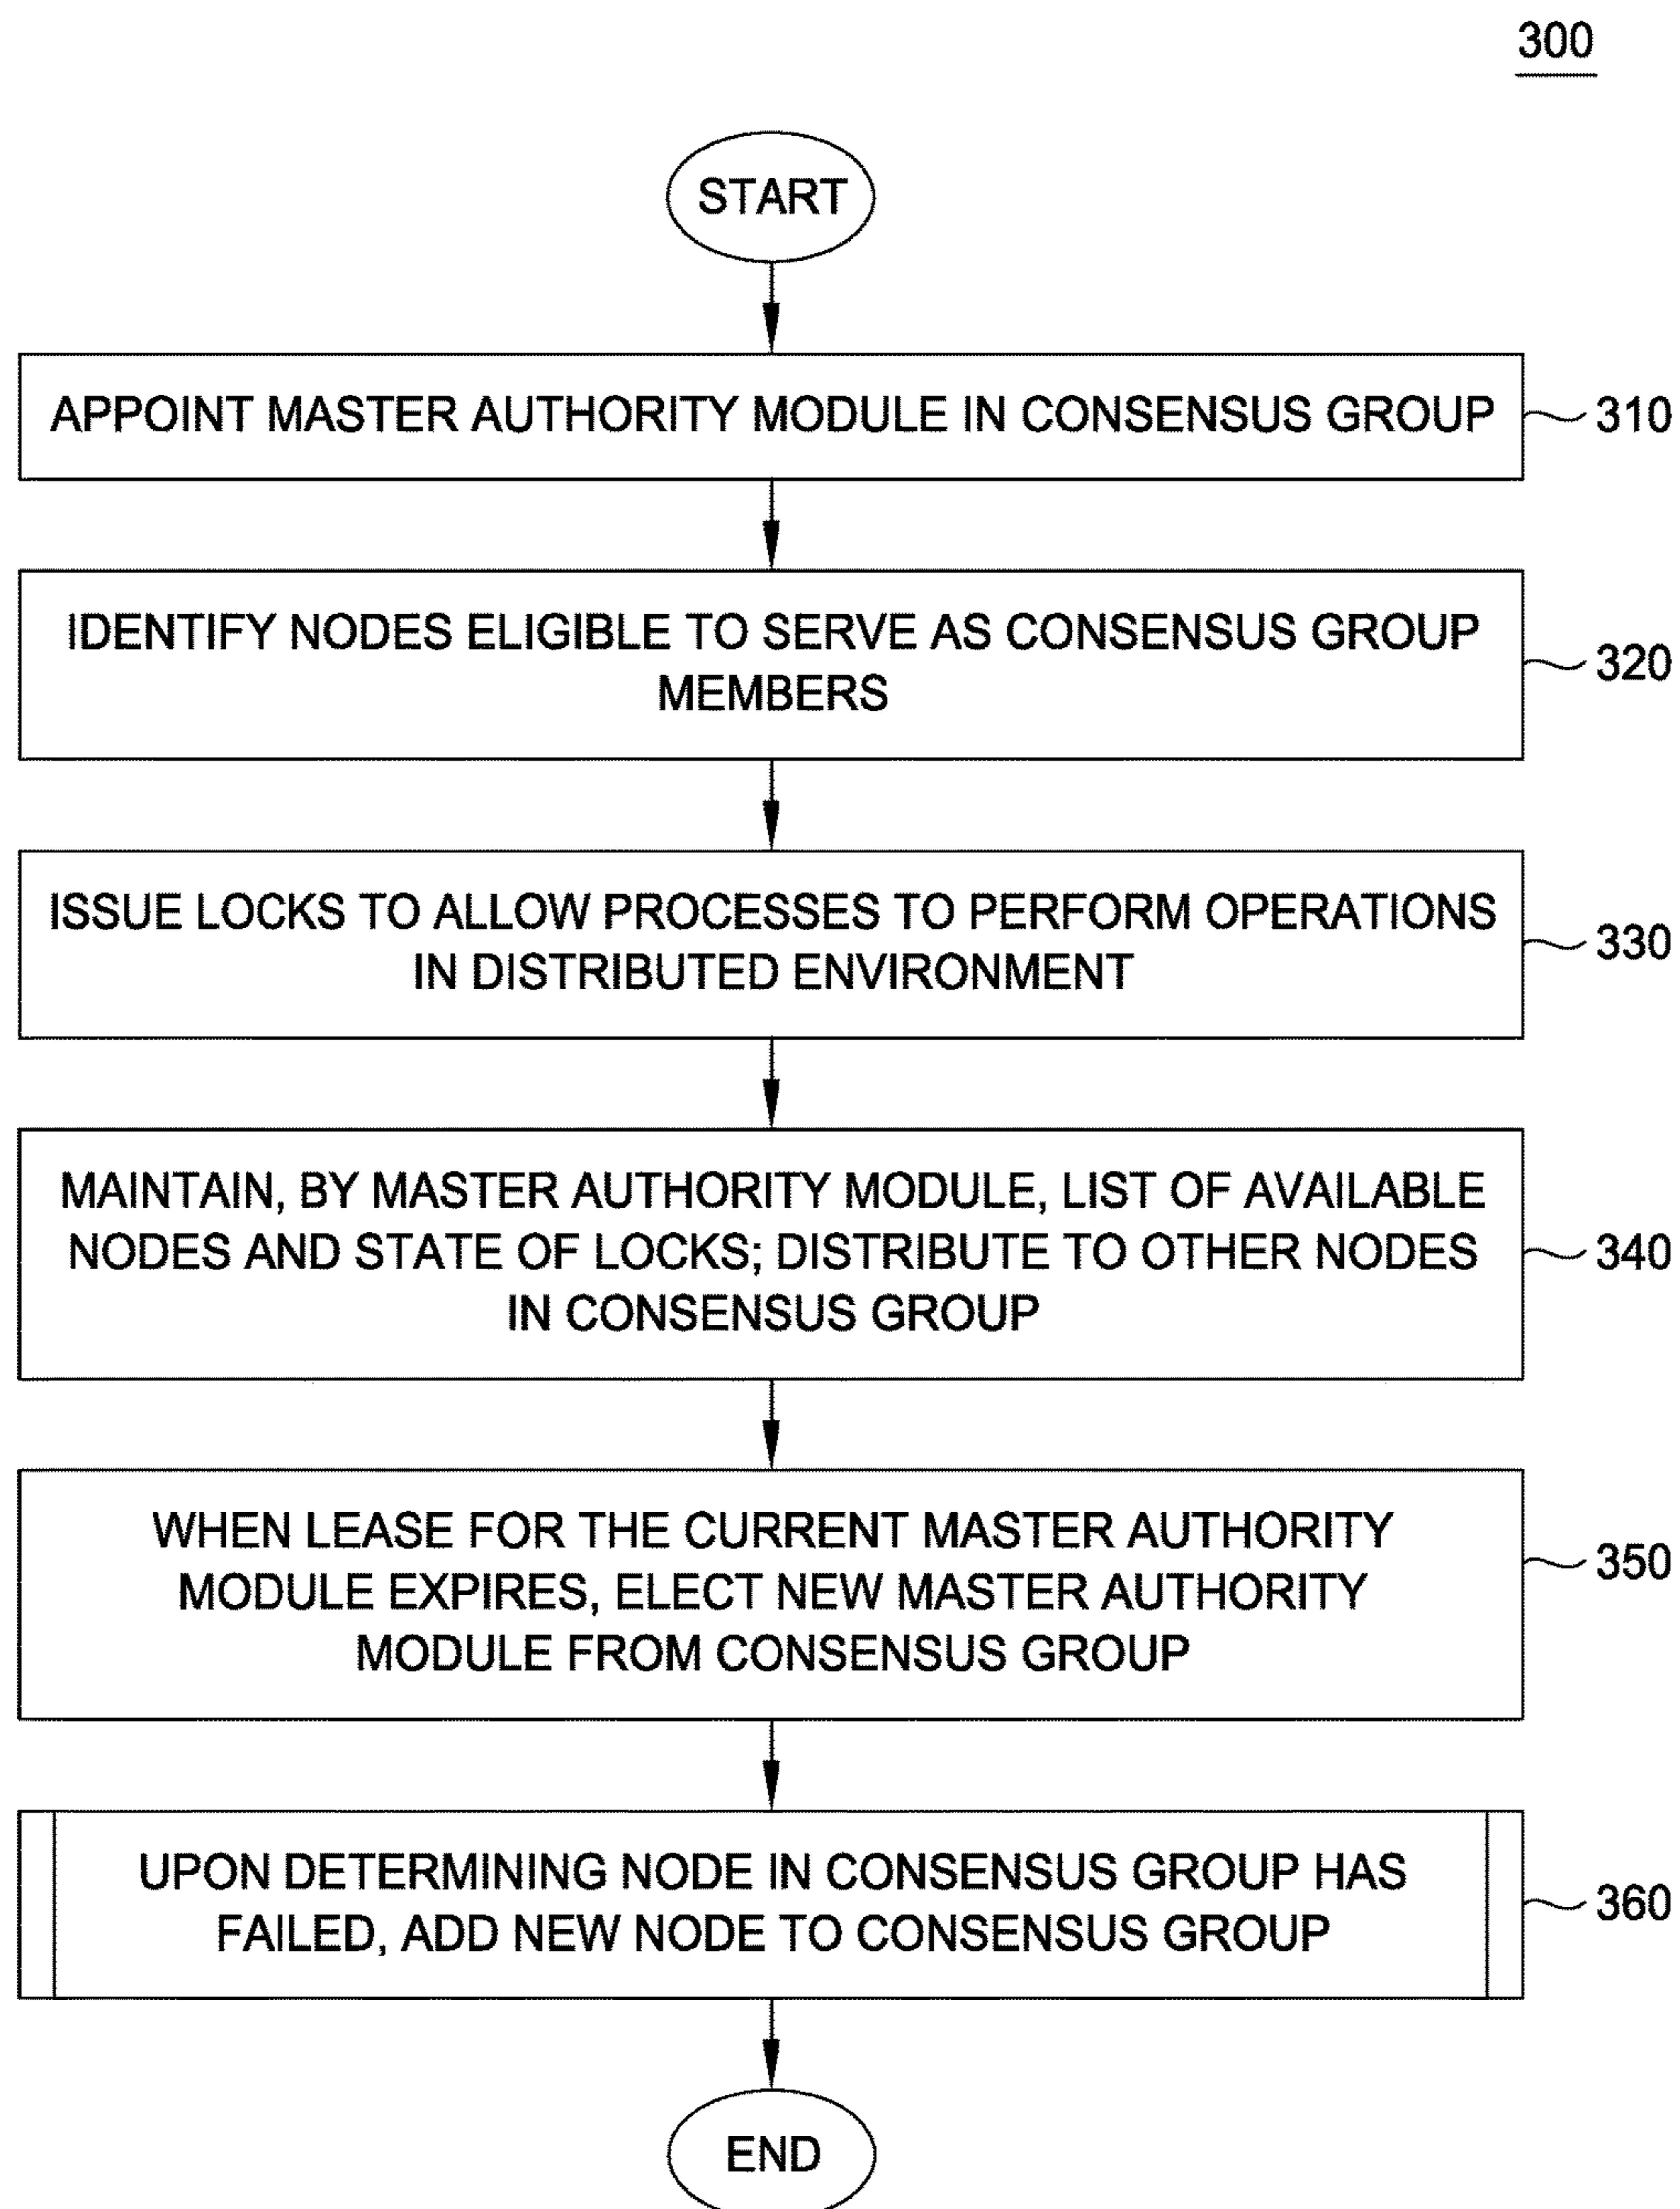 300
START
APPOINT MASTER AUTHORITY MODULE IN CONSENSUS GROUP
310
IDENTIFY NODES ELIGIBLE TO SERVE AS CONSENSUS GROUP
MEMBERS
320
ISSUE LOCKS TO ALLOW PROCESSES TO PERFORM OPERATIONS
IN DISTRIBUTED ENVIRONMENT
330
MAINTAIN, BY MASTER AUTHORITY MODULE, LIST OF AVAILABLE
NODES AND STATE OF LOCKS; DISTRIBUTE TO OTHER NODES
IN CONSENSUS GROUP
340
WHEN LEASE FOR THE CURRENT MASTER AUTHORITY
MODULE EXPIRES, ELECT NEW MASTER AUTHORITY
MODULE FROM CONSENSUS GROUP
350
UPON DETERMINING NODE IN CONSENSUS GROUP HAS
FAILED, ADD NEW NODE TO CONSENSUS GROUP
360
END